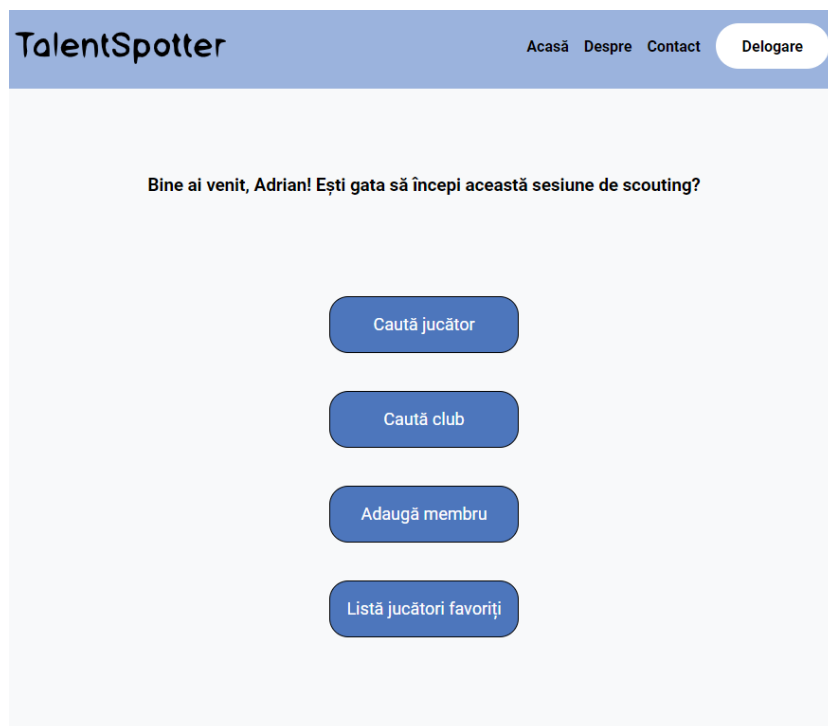 TalentSpotter
Acasă Despre Contact Delogare
Bine ai venit, Adrian! Ești gata să începi această sesiune de scouting?
Caută jucător
Caută club
Adaugă membru
Listă jucători favoriți